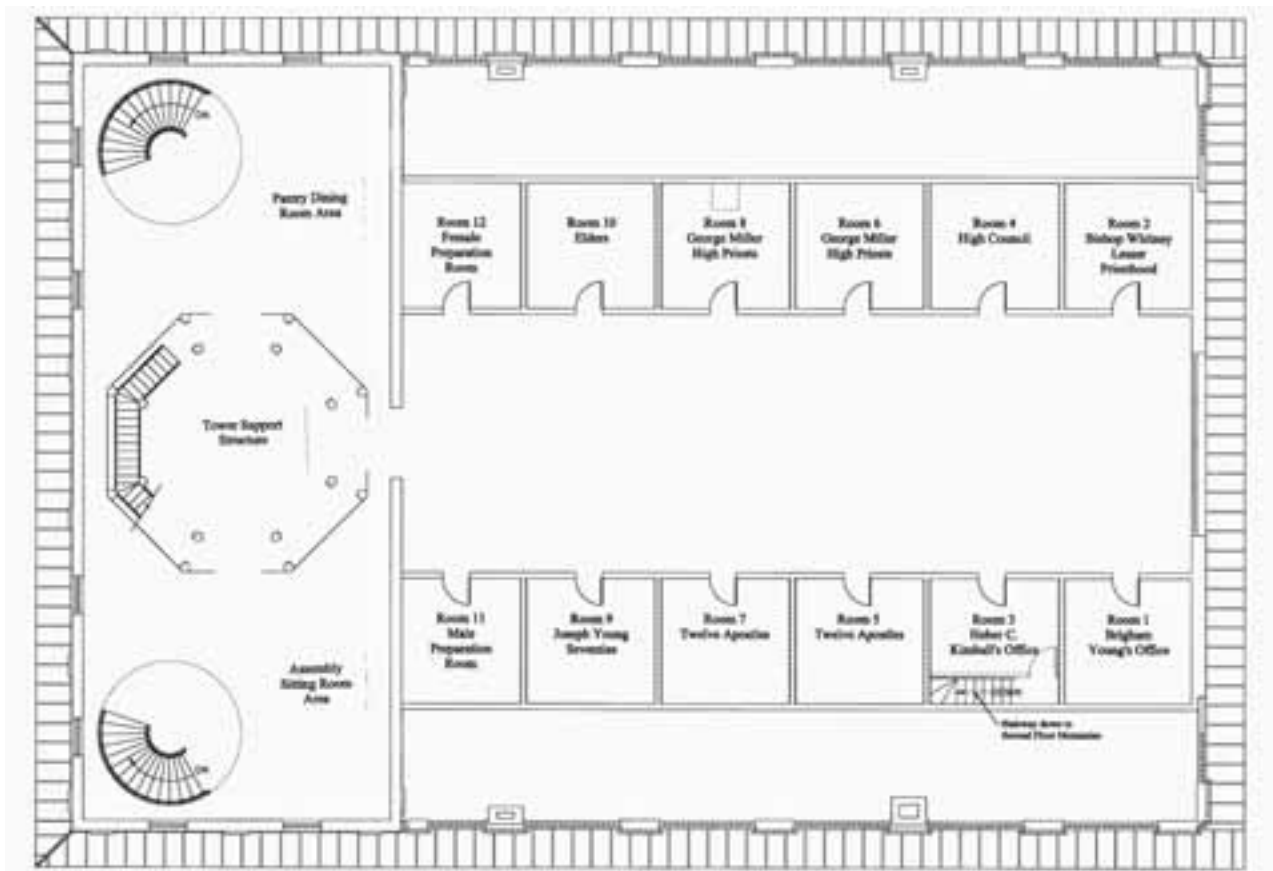 DN
Pantry Dining
Room Area
Room 12
Female
Preparation
Room
Room 10
Elders
Room 8
George Miller
High Priests
Room 6
George Miller
High Priests
Room 4
High Council
Room 2
Bishop Whitney
Lesser
Priesthood
Tower Support
Structure
Room 11
Male
Preparation
Room
Room 9
Joseph Young
Seventies
Room 7
Twelve Apostles
Room 5
Twelve Apostles
Room 3
Heber C.
Kimball's Office
Room 1
Brigham
Young's Office
Assembly
Sitting Room
Area
DN
Stairway down to
Second Floor Mezzanine